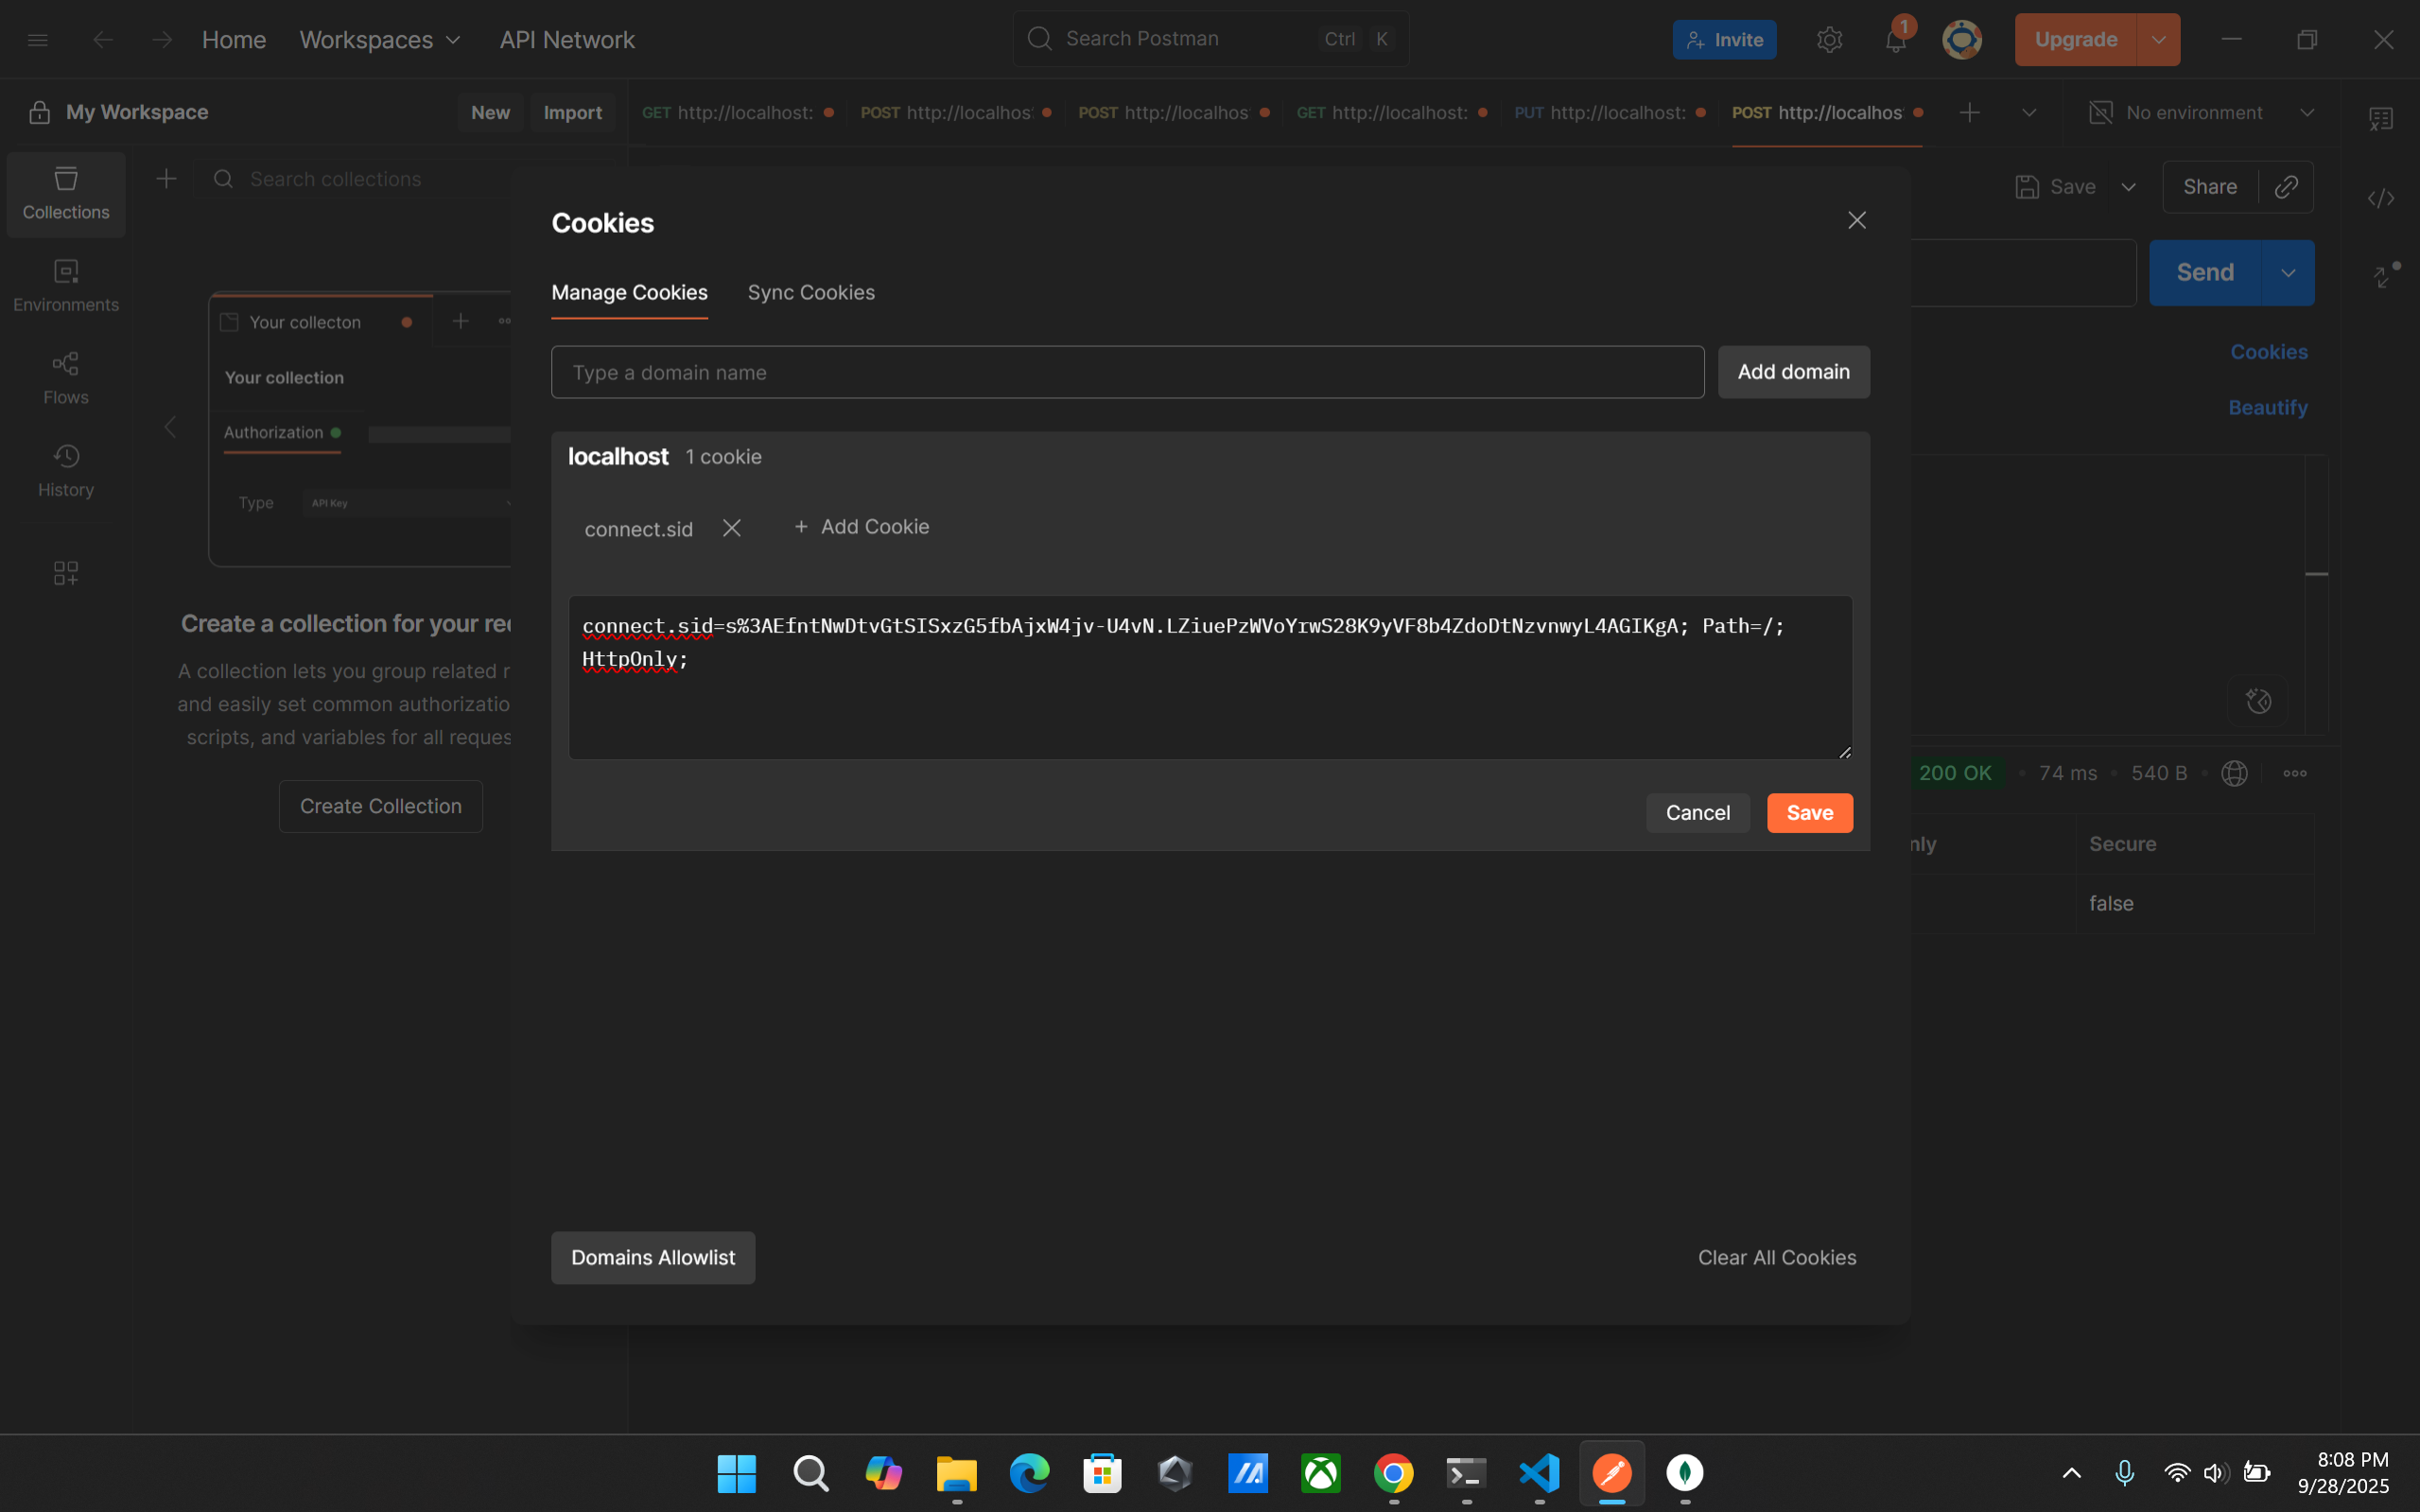 Home
Workspaces
API Network
Search Postman
Ctrl K
Invite
1
Upgrade
My Workspace
New
Import
GET http://localhost:
POST http://localhos
POST http://localhos
GET http://localhost:
PUT http://localhost:
POST http://localhos
No environment
Collections
Environments
Flows
History
Search collections
Your collecton
Your collection
Authorization
Type
API Key
Create a collection for your re
A collection lets you group related r
and easily set common authorizatio
scripts, and variables for all reques
Create Collection
Save
Share
Send
Cookies
Beautify
Cookies
Manage Cookies
Sync Cookies
Type a domain name
Add domain
localhost 1 cookie
connect.sid
+ Add Cookie
connect.sid=s%3AEfntNwDtvGtSISxzG5fbAjxW4jv-U4vN.LZiuePzWVoYrwS28K9yVF8b4ZdoDtNzvnwyL4AGIKgA; Path=/;
HttpOnly;
Cancel
Save
200 OK • 74 ms • 540 B
nly
Secure
false
Domains Allowlist
Clear All Cookies
8:08 PM
9/28/2025